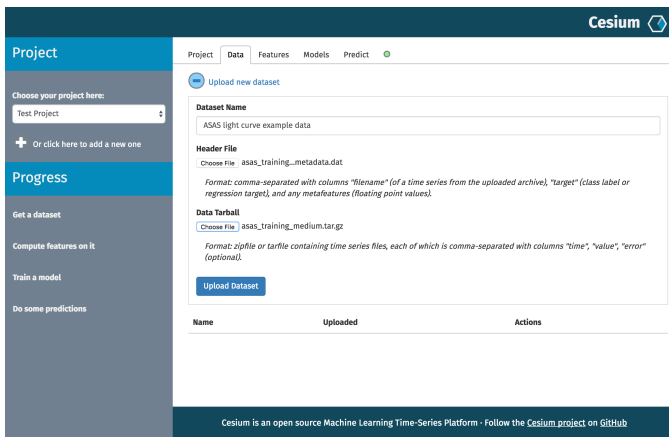 Cesium
Project
Choose your project here:
Test Project
Or click here to add a new one
Progress
Get a dataset
Compute features on it
Train a model
Do some predictions
Project Data Features Models Predict
Upload new dataset
Dataset Name
ASAS light curve example data
Header File
Choose File asas_training...metadata.dat
Format: comma-separated with columns "filename" (of a time series from the uploaded archive), "target" (class label or
regression target), and any metafeatures (floating point values).
Data Tarball
Choose File asas_training_medium.tar.gz
Format: zipfile or tarfile containing time series files, each of which is comma-separated with columns "time", "value", "error"
(optional).
Upload Dataset
Name Uploaded Actions
Cesium is an open source Machine Learning Time-Series Platform · Follow the Cesium project on GitHub